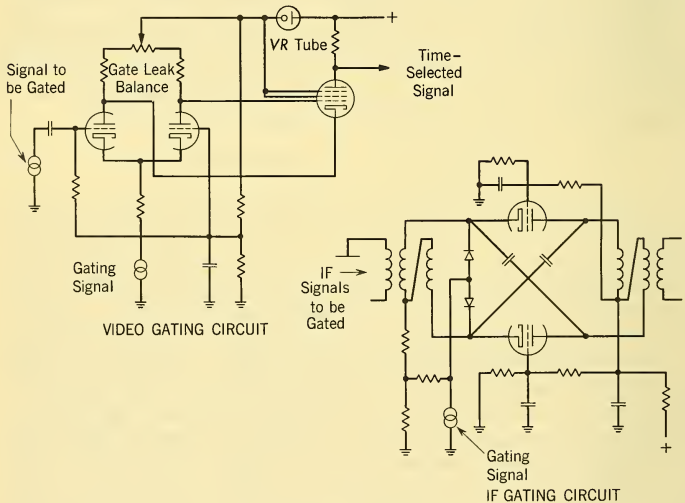 +
VR Tube
Signal to
be Gated
Gate Leak
Balance
Time-
Selected
Signal
Gating
Signal
VIDEO GATING CIRCUIT
IF
Signals
to be
Gated
+
Gating
Signal
IF GATING CIRCUIT